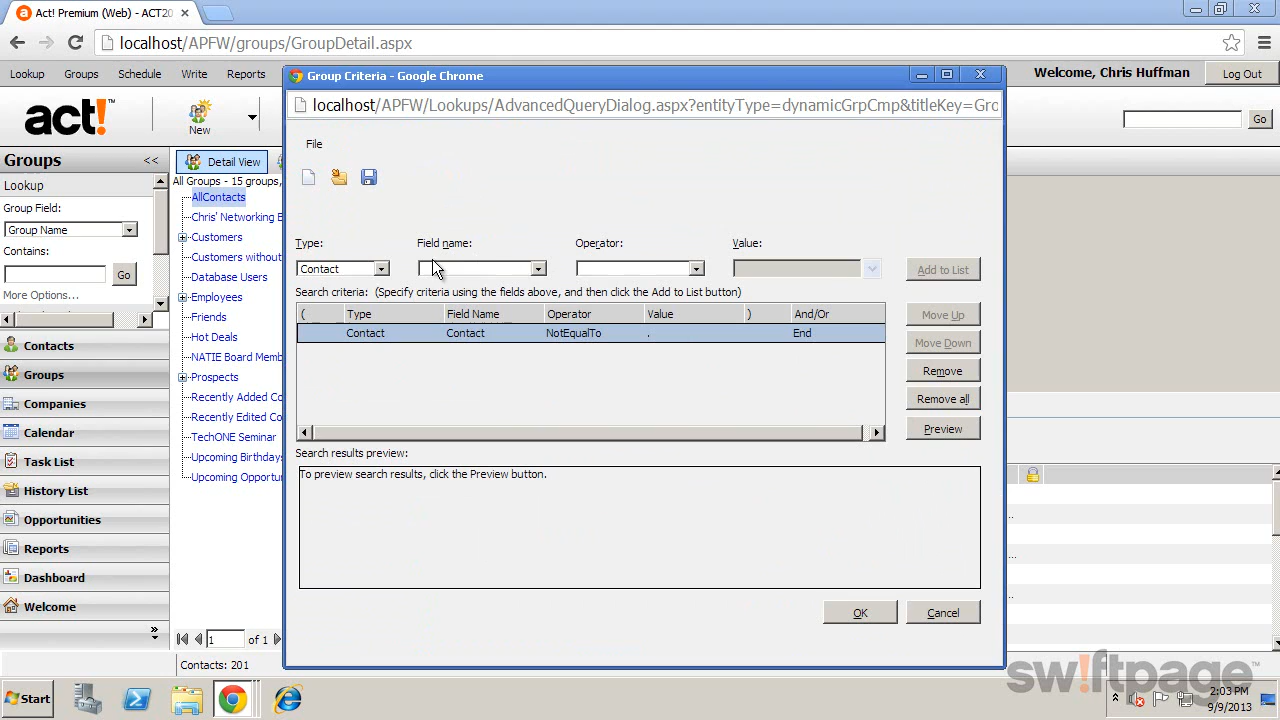 Act! Premium (Web) - ACT20
localhost/APFW/groups/GroupDetail.aspx
Lookup Groups Schedule Write Reports
Welcome, Chris Huffman
Log Out
act!
New
Go
Group Criteria - Google Chrome
localhost/APFW/Lookups/AdvancedQueryDialog.aspx?entityType=dynamicGrpCmp&titleKey=Gro
File
Type: Field name: Operator: Value:
Contact
Add to List
Search criteria: (Specify criteria using the fields above, and then click the Add to List button)
( Type Field Name Operator Value ) And/Or
Contact Contact NotEqualTo . End
Move Up
Move Down
Remove
Remove all
Preview
Search results preview:
To preview search results, click the Preview button.
OK Cancel
Groups <<
Lookup
Group Field:
Group Name
Contains:
Go
More Options...
Contacts
Groups
Companies
Calendar
Task List
History List
Opportunities
Reports
Dashboard
Welcome
Detail View
All Groups - 15 groups,
AllContacts
Chris' Networking
Customers
Customers without
Database Users
Employees
Friends
Hot Deals
NATIE Board Memb
Prospects
Recently Added Co
Recently Edited Co
TechONE Seminar
Upcoming Birthday
Upcoming Opportu
1 of 1
Contacts: 201
swiftpage™
Start
2:03 PM
9/9/2013